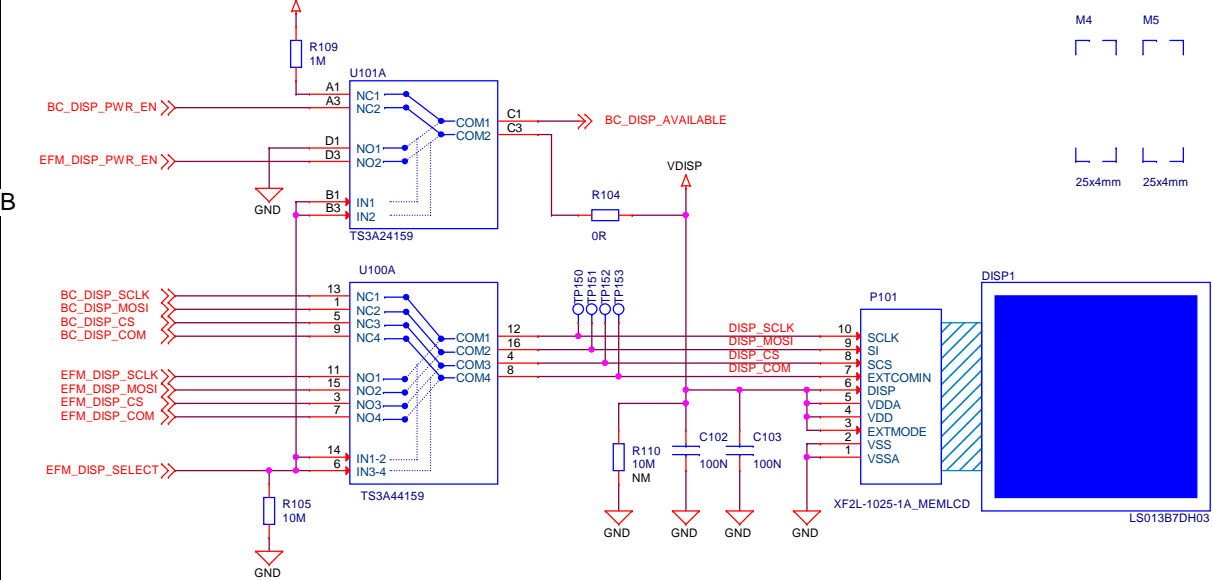 M4 M5
R109
1M
U101A
A1 NC1
BC_DISP_PWR_EN A3 NC2
COM1 C1 BC_DISP_AVAILABLE
COM2 C3
D1 NO1
EFM_DISP_PWR_EN D3 NO2
VDISP
25x4mm 25x4mm
B
GND
B1 IN1
B3 IN2
R104
0R
TS3A24159
U100A
TP150 TP151 TP152 TP153
DISP1
BC_DISP_SCLK 13 NC1
BC_DISP_MOSI 1 NC2
BC_DISP_CS 5 NC3
BC_DISP_COM 9 NC4
P101
COM1 12 DISP_SCLK 10 SCLK
COM2 16 DISP_MOSI 9 SI
COM3 4 DISP_CS 8 SCS
COM4 8 DISP_COM 7 EXTCOMIN
EFM_DISP_SCLK 11 NO1
EFM_DISP_MOSI 15 NO2
EFM_DISP_CS 3 NO3
EFM_DISP_COM 7 NO4
6 DISP
5 VDDA
4 VDD
3 EXTMODE
2 VSS
1 VSSA
14 IN1-2
EFM_DISP_SELECT 6 IN3-4
R110
10M
NM
C102
100N
C103
100N
TS3A44159
R105
10M
XF2L-1025-1A_MEMLCD
LS013B7DH03
GND GND GND GND
GND